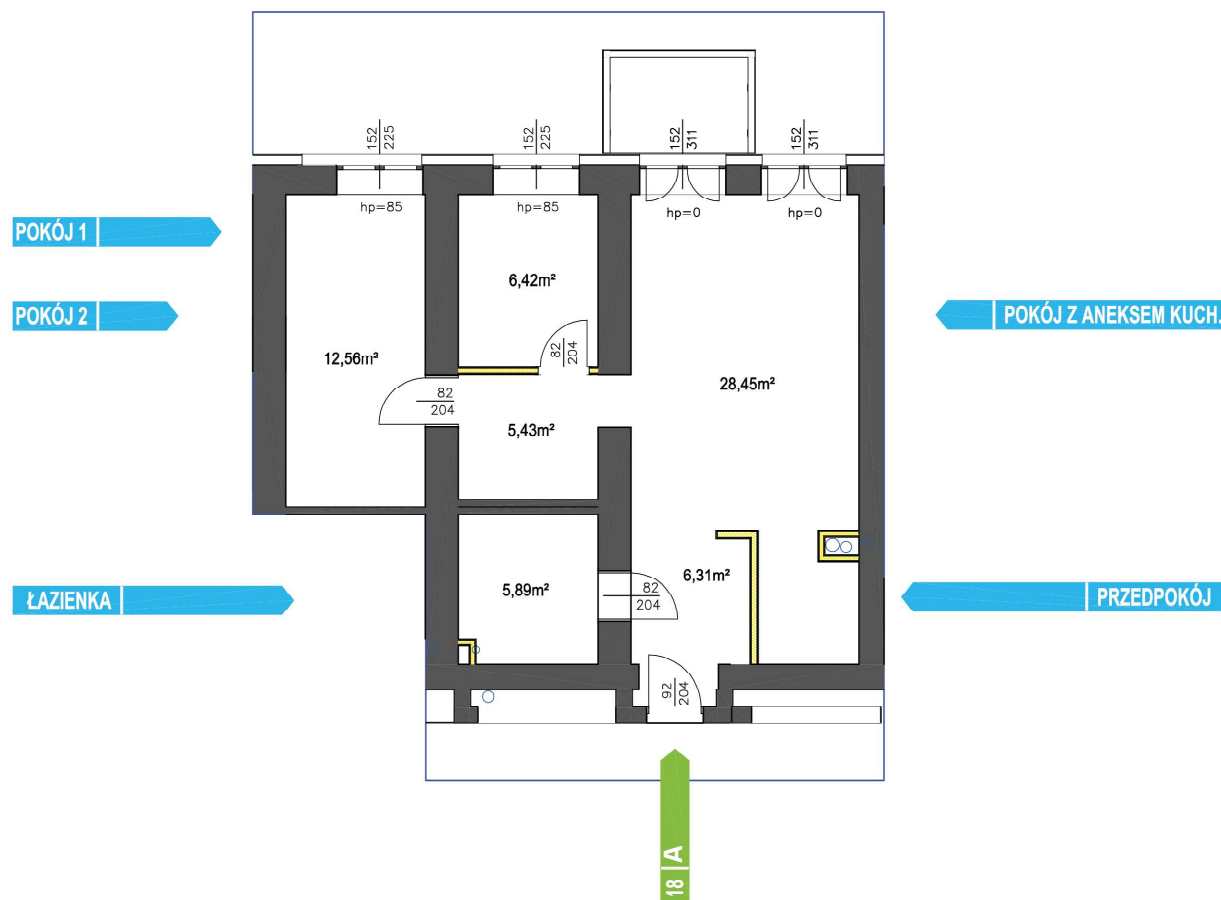 152
225
152
225
152
311
152
311
hp=85
hp=85
hp=0
hp=0
POKÓJ 1
6,42m²
POKÓJ 2
POKÓJ Z ANEKSEM KUCH.
82
204
12,56m²
28,45m²
82
204
5,43m²
6,31m²
5,89m²
82
204
ŁAZIENKA
PRZEDPOKÓJ
92
204
18 | A